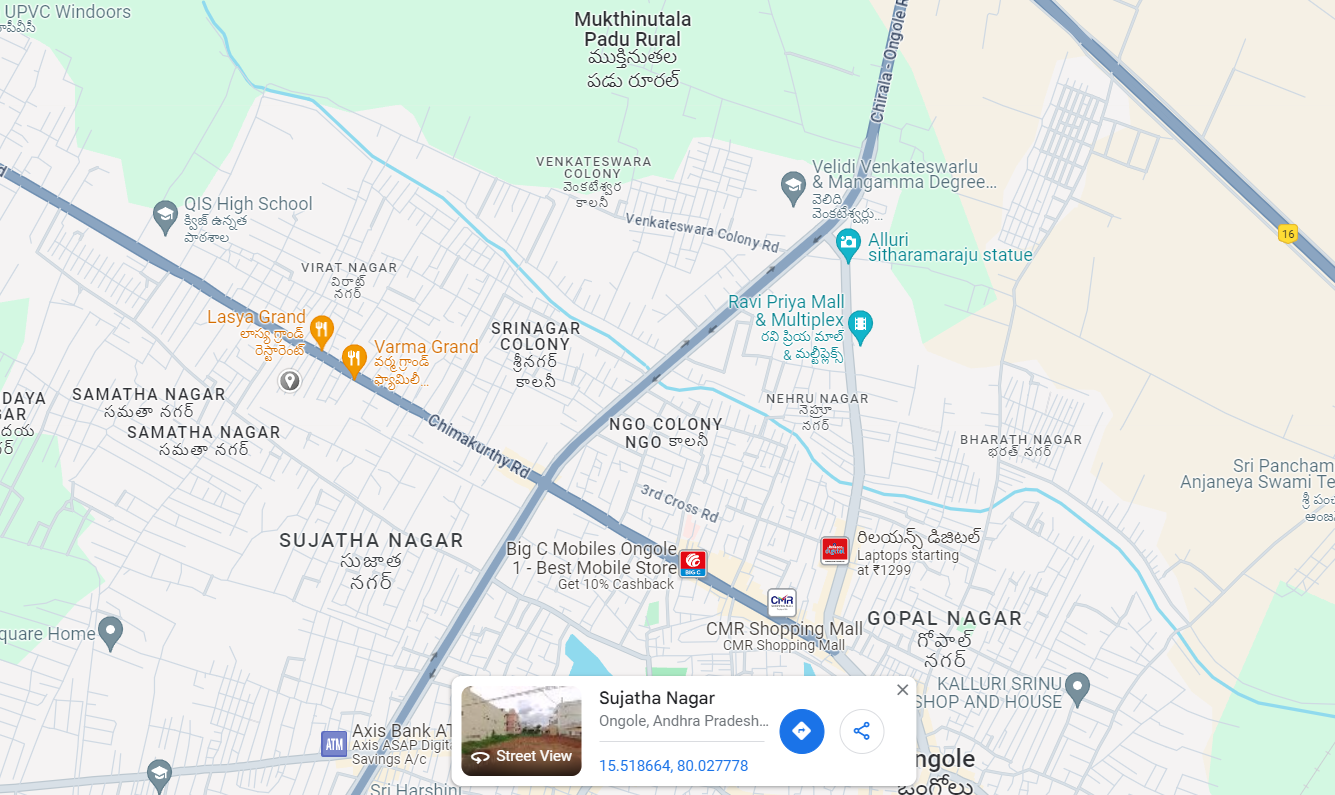 UPVC Windoors
Mukthinutala
Padu Rural
ముక్తినుతల
పడు రూరల్
Chirala - Ongole R
VENKATESWARA
COLONY
వెంకటేశ్వర
కాలనీ
Velidi Venkateswarlu
& Mangamma Degree...
వెలిది
వెంకటేశ్వర్లు...
QIS High School
క్విజ్ ఉన్నత
పాఠశాల
Venkateswara Colony Rd
16
Alluri
sitharamaraju statue
VIRAT NAGAR
విరాట్
నగర్
Ravi Priya Mall
& Multiplex
రవి ప్రియ మాల్
& మల్టీప్లెక్స్
Lasya Grand
లాస్య గ్రాండ్
రెస్టారెంట్
SRINAGAR
COLONY
శ్రీనగర్
కాలనీ
Varma Grand
వర్మ గ్రాండ్
ఫ్యామిలీ...
SAMATHA NAGAR
సమతా నగర్
SAMATHA NAGAR
సమతా నగర్
DAYA
GAR
దయ
Chimakurthy Rd
NGO COLONY
NGO కాలనీ
NEHRU NAGAR
నెహ్రూ
నగర్
BHARATH NAGAR
భరత్ నగర్
Sri Pancham
Anjaneya Swami Te
శ్రీ పంచ
ఆంజ
3rd Cross Rd
SUJATHA NAGAR
సుజాత
నగర్
Big C Mobiles Ongole
1 - Best Mobile Store
Get 10% Cashback
BIG C
రిలయన్స్ డిజిటల్
Laptops starting
at ₹1299
CMR
CMR Shopping Mall
CMR Shopping Mall
GOPAL NAGAR
గోపాల్
నగర్
quare Home
KALLURI SRINU
SHOP AND HOUSE
Sujatha Nagar
Ongole, Andhra Pradesh...
15.518664, 80.027778
Street View
ATM
Axis Bank AT
Axis ASAP Digita
Savings A/c
Sri Harshini
ngole
ఒంగోలు